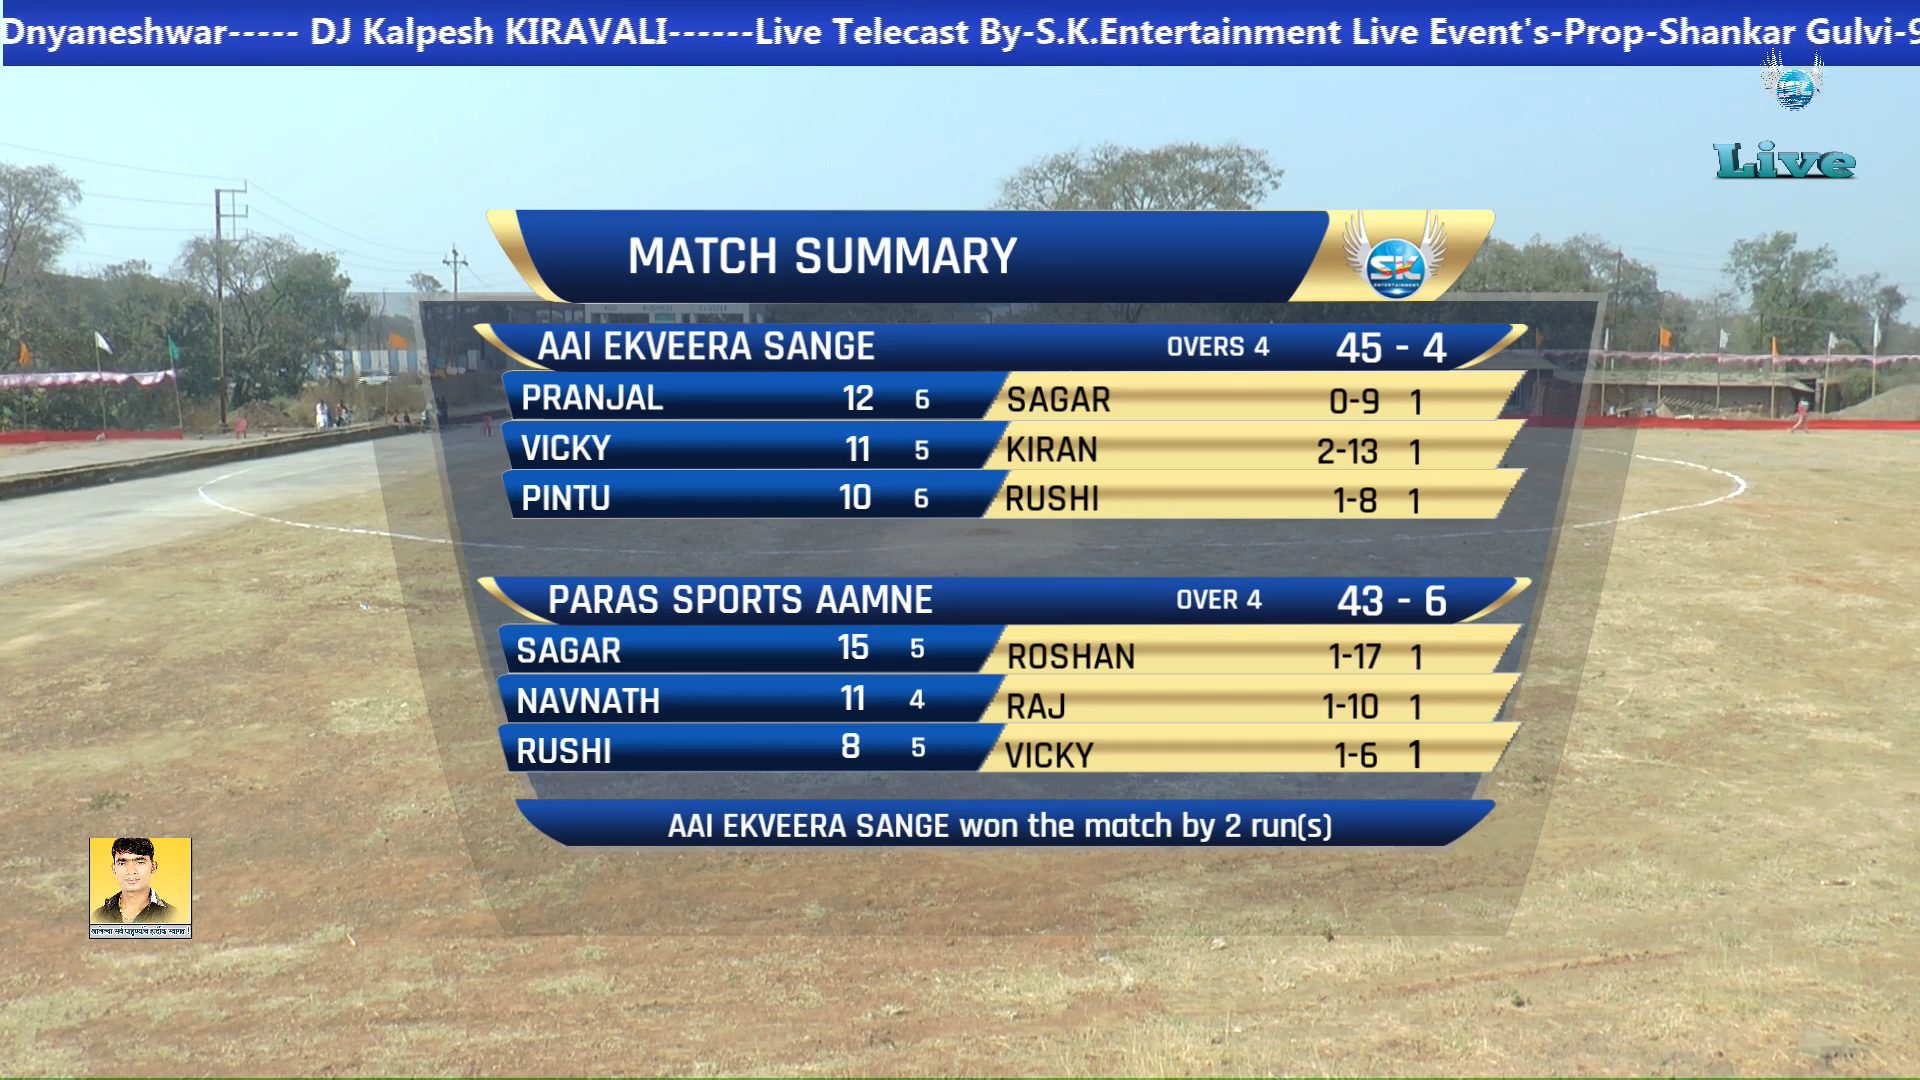 Dnyaneshwar----- DJ Kalpesh KIRAVALI------Live Telecast By-S.K.Entertainment Live Event's-Prop-Shankar Gulvi-9
Live
MATCH SUMMARY
SK
ENTERTAINMENT
AAI EKVEERA SANGE OVERS 4 45 - 4
PRANJAL 12 6 SAGAR 0-9 1
VICKY 11 5 KIRAN 2-13 1
PINTU 10 6 RUSHI 1-8 1
PARAS SPORTS AAMNE OVER 4 43 - 6
SAGAR 15 5 ROSHAN 1-17 1
NAVNATH 11 4 RAJ 1-10 1
RUSHI 8 5 VICKY 1-6 1
AAI EKVEERA SANGE won the match by 2 run(s)